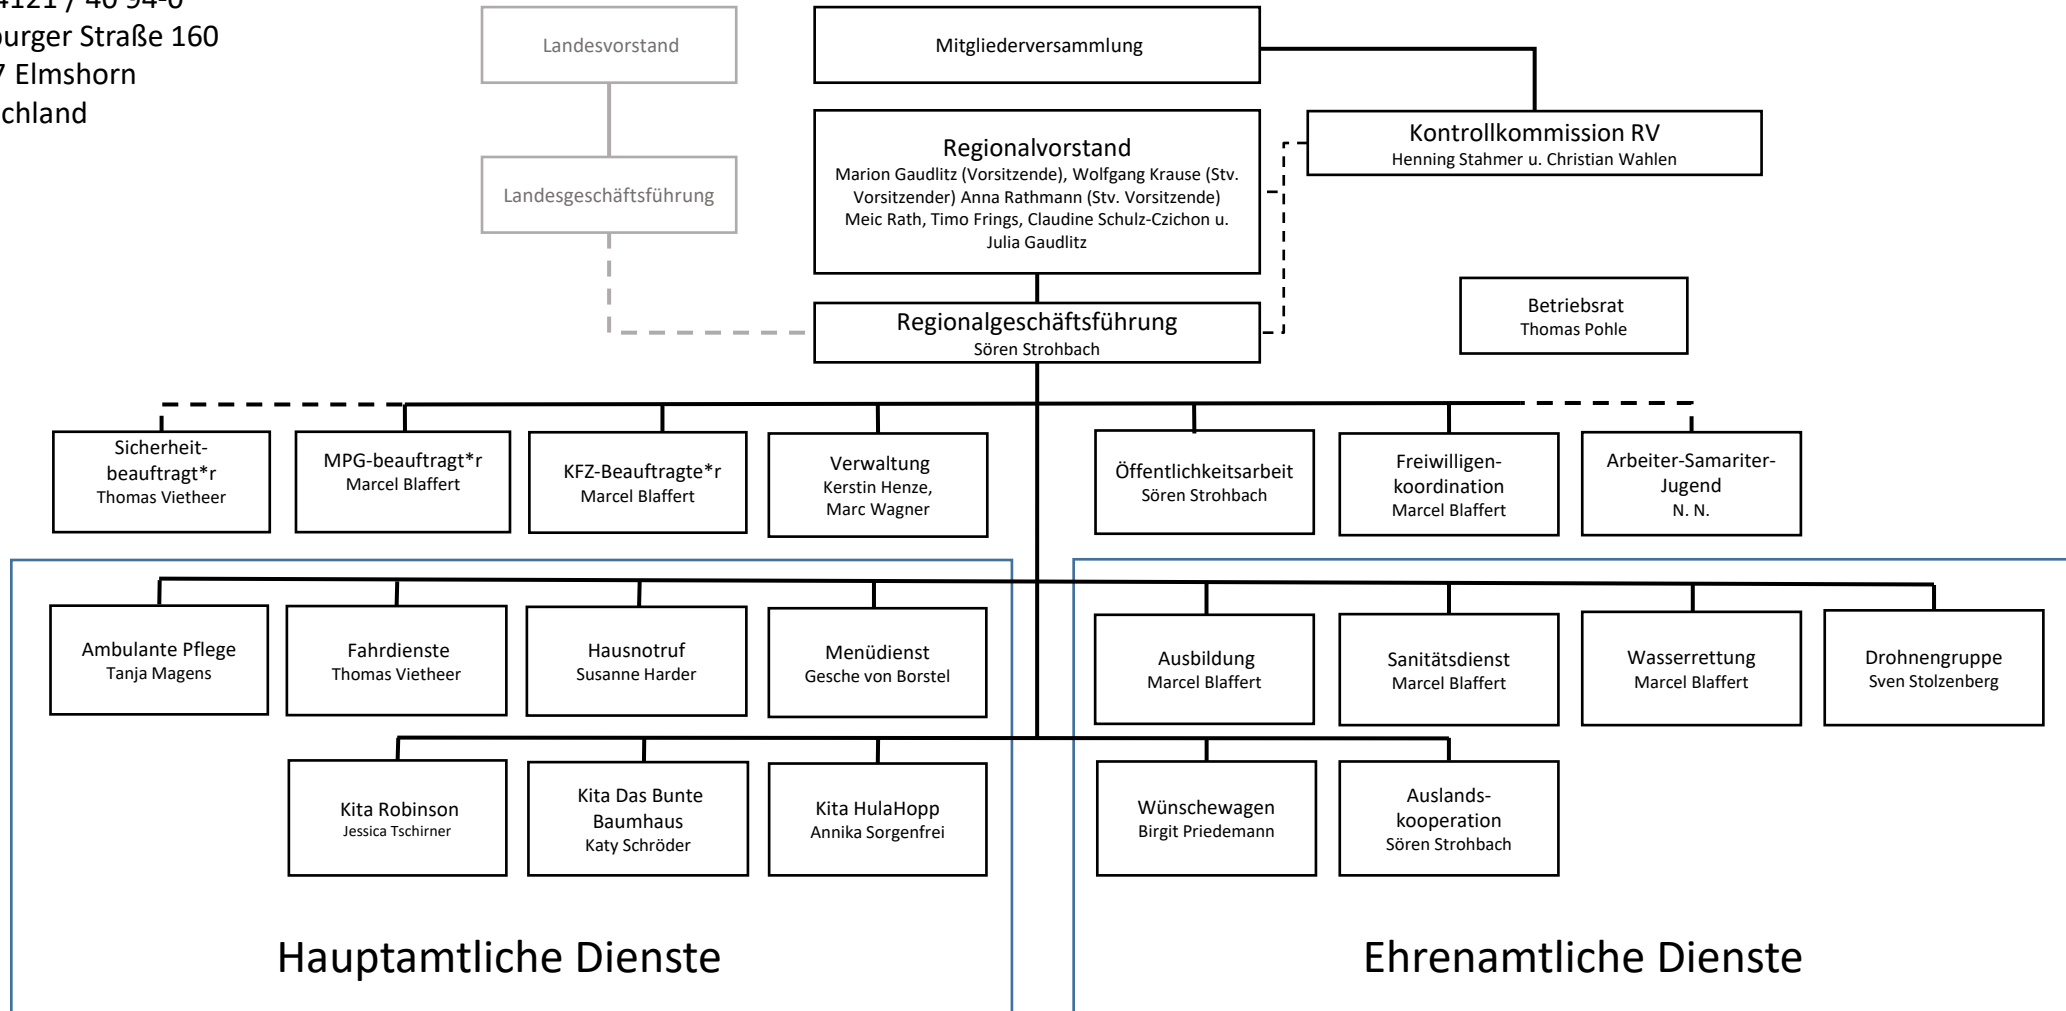 / 40 94-0
Straße 160
Elmshorn
Landesvorstand
Mitgliederversammlung
Landesgeschäftsführung
Regionalvorstand
Marion Gaudlitz (Vorsitzende), Wolfgang Krause (Stv.
Vorsitzender) Anna Rathmann (Stv. Vorsitzende)
Meic Rath, Timo Frings, Claudine Schulz-Czichon u.
Julia Gaudlitz
Kontrollkommission RV
Henning Stahmer u. Christian Wahlen
Regionalgeschäftsführung
Sören Strohbach
Betriebsrat
Thomas Pohle
Sicherheit-
beauftragt*r
Thomas Vietheer
MPG-beauftragt*r
Marcel Blaffert
KFZ-Beauftragte*r
Marcel Blaffert
Verwaltung
Kerstin Henze,
Marc Wagner
Öffentlichkeitsarbeit
Sören Strohbach
Freiwilligen-
koordination
Marcel Blaffert
Arbeiter-Samariter-
Jugend
N. N.
Ambulante Pflege
Tanja Magens
Fahrdienste
Thomas Vietheer
Hausnotruf
Susanne Harder
Menüdienst
Gesche von Borstel
Ausbildung
Marcel Blaffert
Sanitätsdienst
Marcel Blaffert
Wasserrettung
Marcel Blaffert
Drohnengruppe
Sven Stolzenberg
Kita Robinson
Jessica Tschirner
Kita Das Bunte
Baumhaus
Katy Schröder
Kita HulaHopp
Annika Sorgenfrei
Wünschewagen
Birgit Priedemann
Auslands-
kooperation
Sören Strohbach
Hauptamtliche Dienste
Ehrenamtliche Dienste